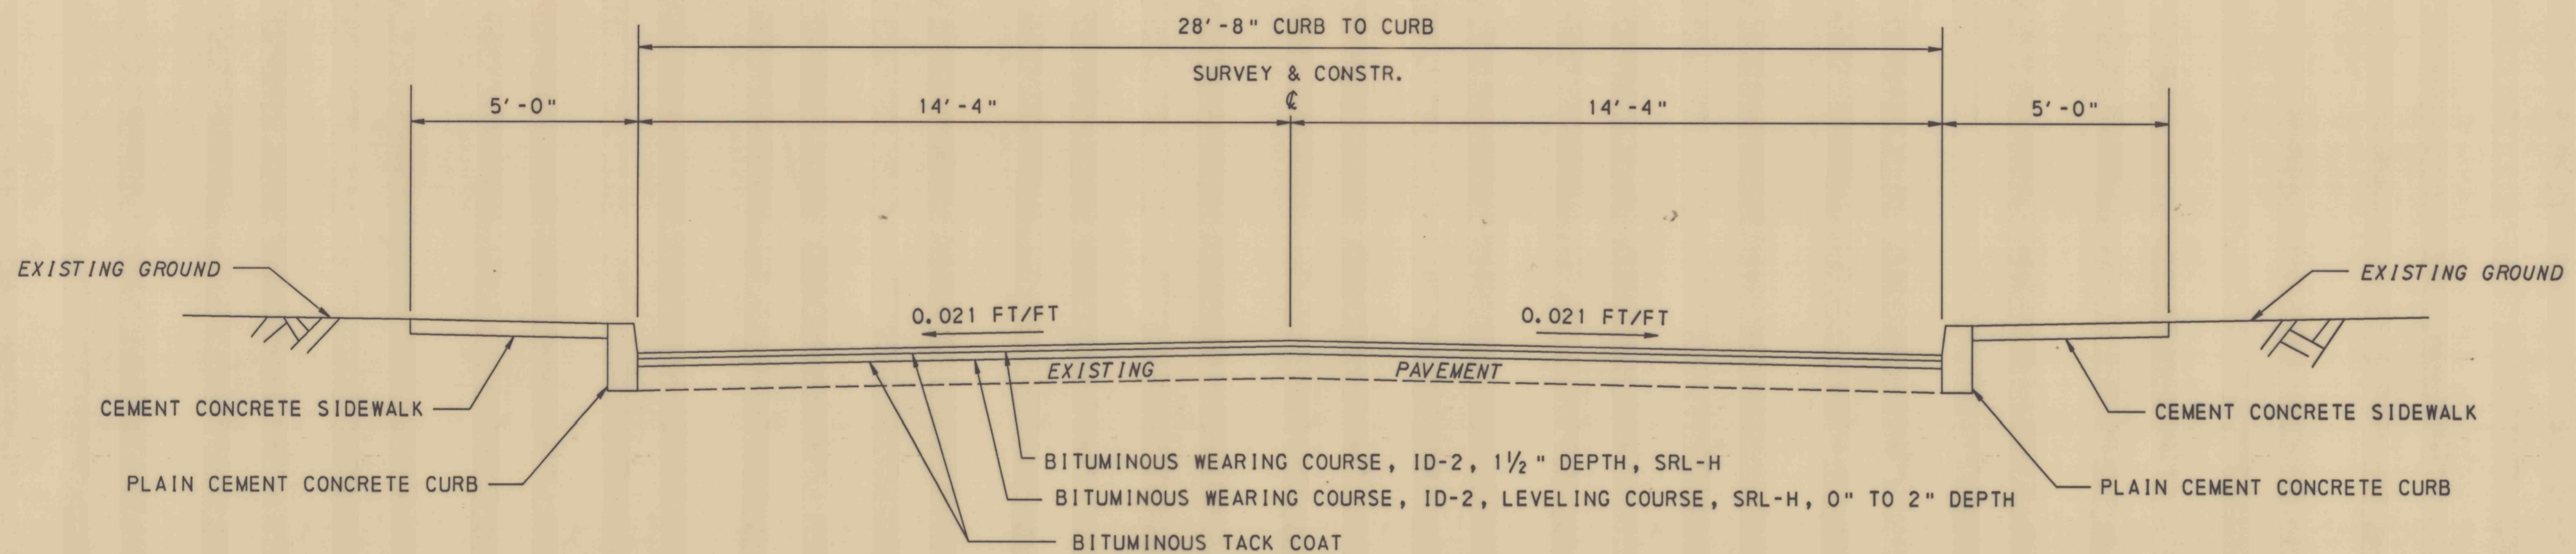 28'-8" CURB TO CURB
SURVEY & CONSTR.
℄
5'-0"
14'-4"
14'-4"
5'-0"
EXISTING GROUND
EXISTING GROUND
0.021 FT/FT
0.021 FT/FT
EXISTING
PAVEMENT
CEMENT CONCRETE SIDEWALK
CEMENT CONCRETE SIDEWALK
BITUMINOUS WEARING COURSE, ID-2, 1½" DEPTH, SRL-H
PLAIN CEMENT CONCRETE CURB
BITUMINOUS WEARING COURSE, ID-2, LEVELING COURSE, SRL-H, 0" TO 2" DEPTH
PLAIN CEMENT CONCRETE CURB
BITUMINOUS TACK COAT